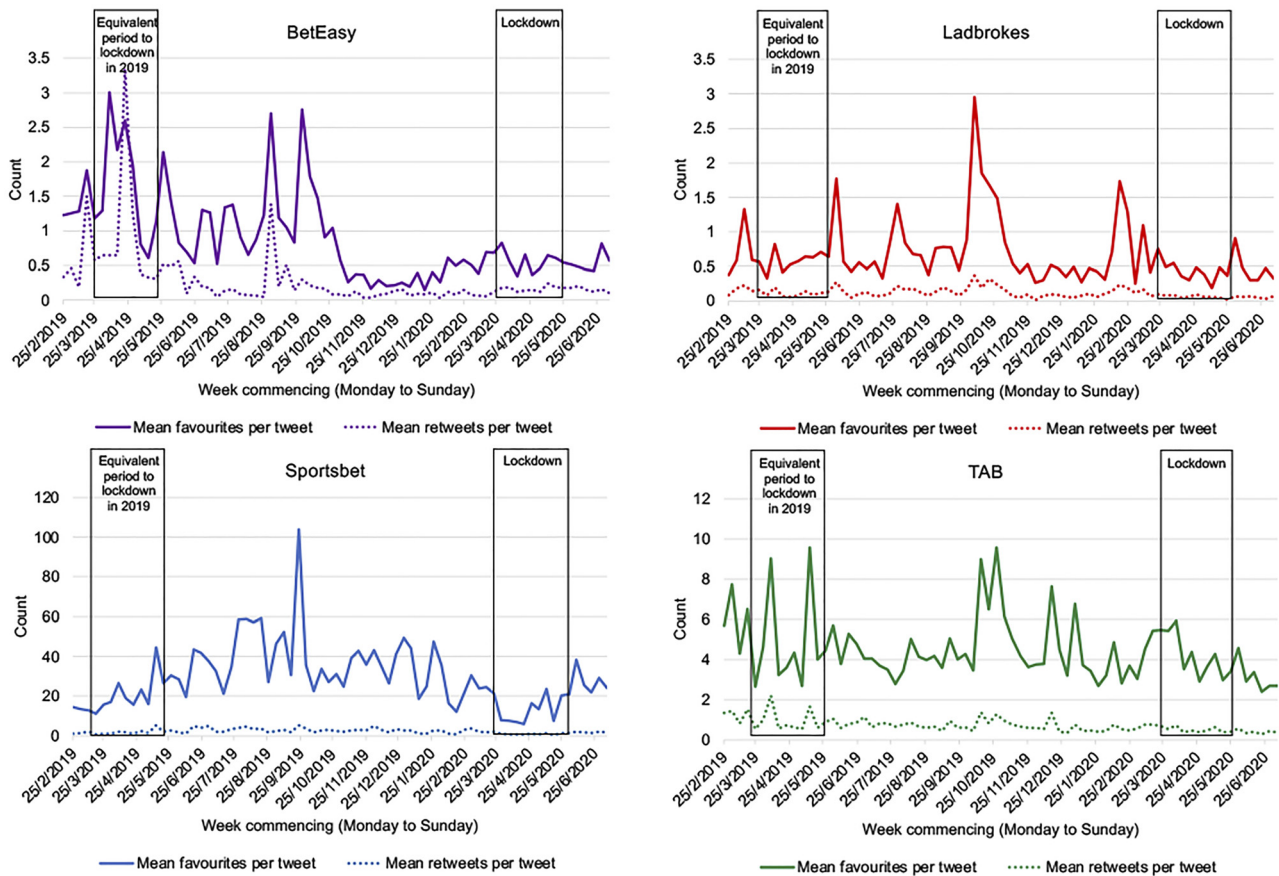 BetEasy
Equivalent
period to
lockdown
in 2019
Lockdown
3.5
3
2.5
2
1.5
1
0.5
0
Count
25/2/2019
25/3/2019
25/4/2019
25/5/2019
25/6/2019
25/7/2019
25/8/2019
25/9/2019
25/10/2019
25/11/2019
25/12/2019
25/1/2020
25/2/2020
25/3/2020
25/4/2020
25/5/2020
25/6/2020
Week commencing (Monday to Sunday)
Mean favourites per tweet
Mean retweets per tweet
Ladbrokes
Equivalent
period to
lockdown
in 2019
Lockdown
3.5
3
2.5
2
1.5
1
0.5
0
Count
25/2/2019
25/3/2019
25/4/2019
25/5/2019
25/6/2019
25/7/2019
25/8/2019
25/9/2019
25/10/2019
25/11/2019
25/12/2019
25/1/2020
25/2/2020
25/3/2020
25/4/2020
25/5/2020
25/6/2020
Week commencing (Monday to Sunday)
Mean favourites per tweet
Mean retweets per tweet
Sportsbet
Equivalent
period to
lockdown
in 2019
Lockdown
120
100
80
60
40
20
0
Count
25/2/2019
25/3/2019
25/4/2019
25/5/2019
25/6/2019
25/7/2019
25/8/2019
25/9/2019
25/10/2019
25/11/2019
25/12/2019
25/1/2020
25/2/2020
25/3/2020
25/4/2020
25/5/2020
25/6/2020
Week commencing (Monday to Sunday)
Mean favourites per tweet
Mean retweets per tweet
TAB
Equivalent
period to
lockdown
in 2019
Lockdown
12
10
8
6
4
2
0
Count
25/2/2019
25/3/2019
25/4/2019
25/5/2019
25/6/2019
25/7/2019
25/8/2019
25/9/2019
25/10/2019
25/11/2019
25/12/2019
25/1/2020
25/2/2020
25/3/2020
25/4/2020
25/5/2020
25/6/2020
Week commencing (Monday to Sunday)
Mean favourites per tweet
Mean retweets per tweet